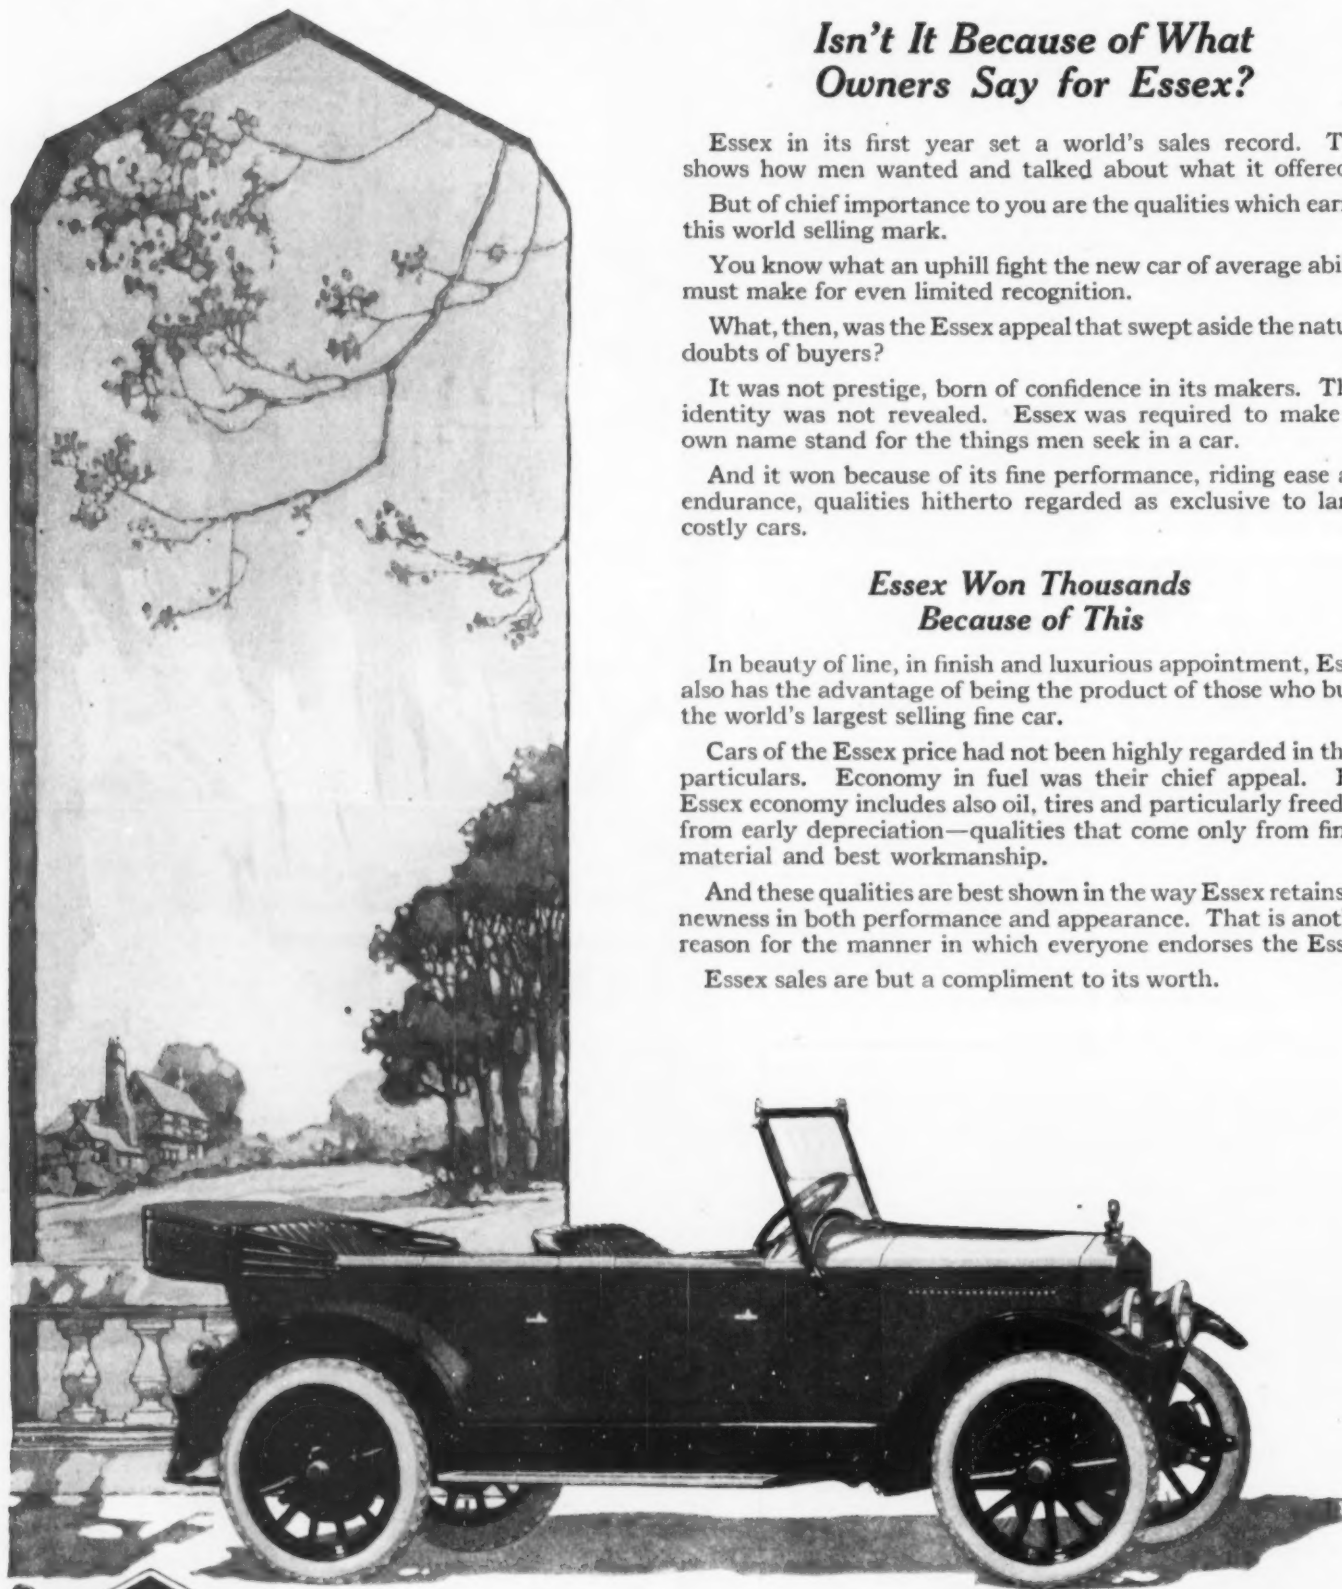 Isn't It Because of What
Owners Say for Essex?
Essex in its first year set a world's sales record.
shows how men wanted and talked about what it offered
But of chief importance to you are the qualities which
this world selling mark.
You know what an uphill fight the new car of average
must make for even limited recognition.
What, then, was the Essex appeal that swept aside the
doubts of buyers?
It was not prestige, born of confidence in its makers.
identity was not revealed. Essex was required to make
own name stand for the things men seek in a car.
And it won because of its fine performance, riding ease
endurance, qualities hitherto regarded as exclusive to
costly cars.
Essex Won Thousands
Because of This
In beauty of line, in finish and luxurious appointment,
also has the advantage of being the product of those who
the world's largest selling fine car.
Cars of the Essex price had not been highly regarded in
particulars. Economy in fuel was their chief appeal.
Essex economy includes also oil, tires and particularly
from early depreciation—qualities that come only from
material and best workmanship.
And these qualities are best shown in the way Essex retains
newness in both performance and appearance. That is
reason for the manner in which everyone endorses the
Essex sales are but a compliment to its worth.